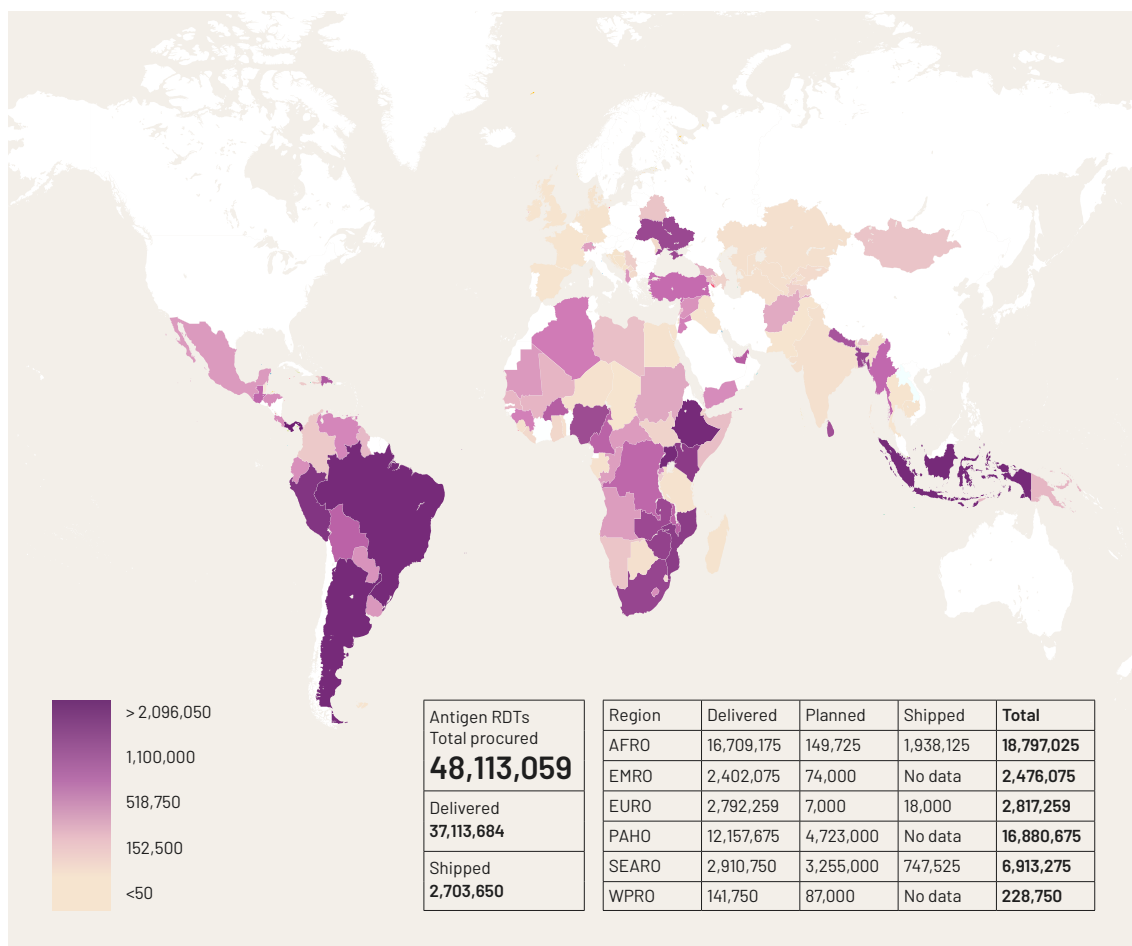 > 2,096,050
1,100,000
518,750
152,500
<50
Antigen RDTs
Total procured
48,113,059
Delivered
37,113,684
Shipped
2,703,650
Region Delivered Planned Shipped Total
AFRO 16,709,175 149,725 1,938,125 18,797,025
EMRO 2,402,075 74,000 No data 2,476,075
EURO 2,792,259 7,000 18,000 2,817,259
PAHO 12,157,675 4,723,000 No data 16,880,675
SEARO 2,910,750 3,255,000 747,525 6,913,275
WPRO 141,750 87,000 No data 228,750